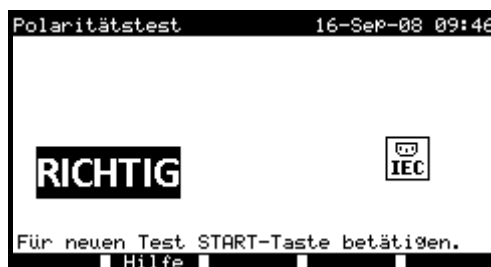 Polaritätstest 16-Sep-08 09:46
IEC
RICHTIG
Für neuen Test START-Taste betätigen.
Hilfe